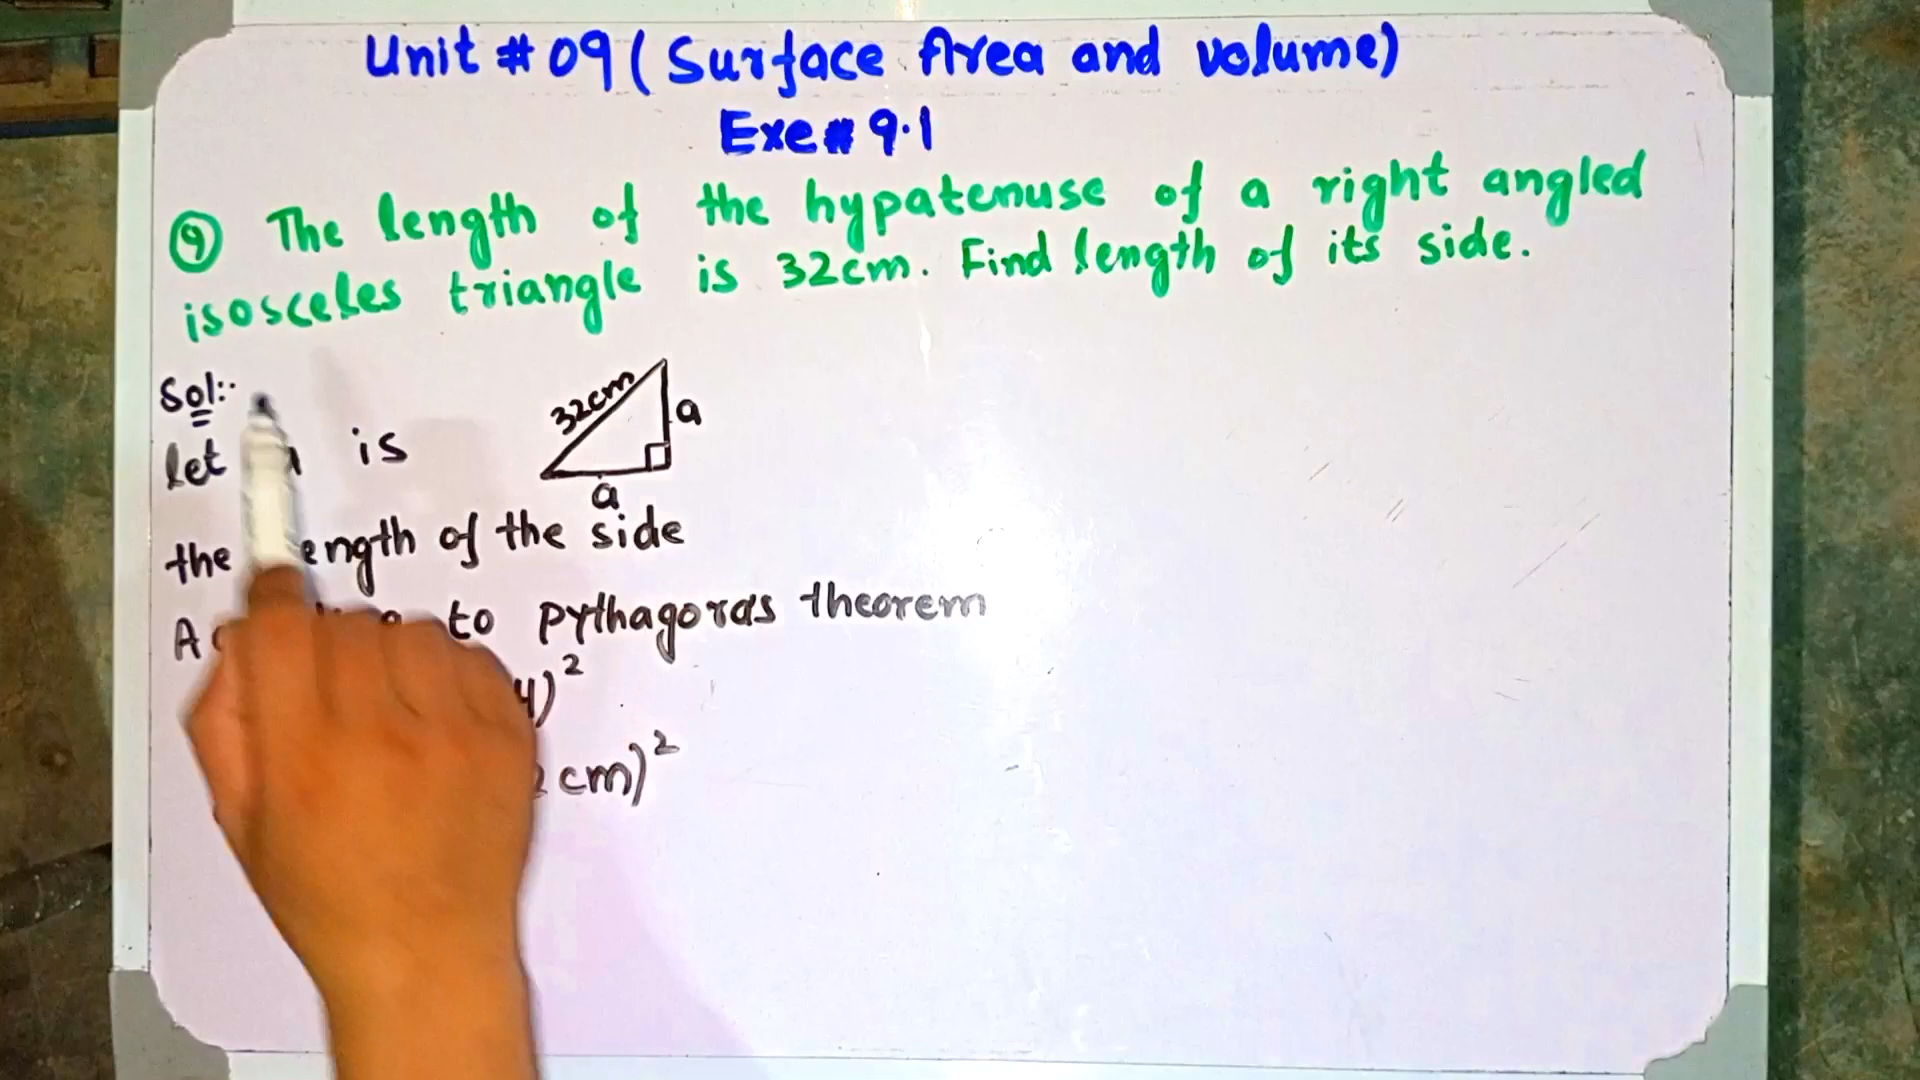 Unit # 09 (Surface Area and volume)
Exe# 9.1
9 The length of the hypatenuse of a right angled
isosceles triangle is 32cm. Find length of its side.
Sol:-
let is
32cm
a
a
the length of the side
to pythagoras theorem
)²
cm)²